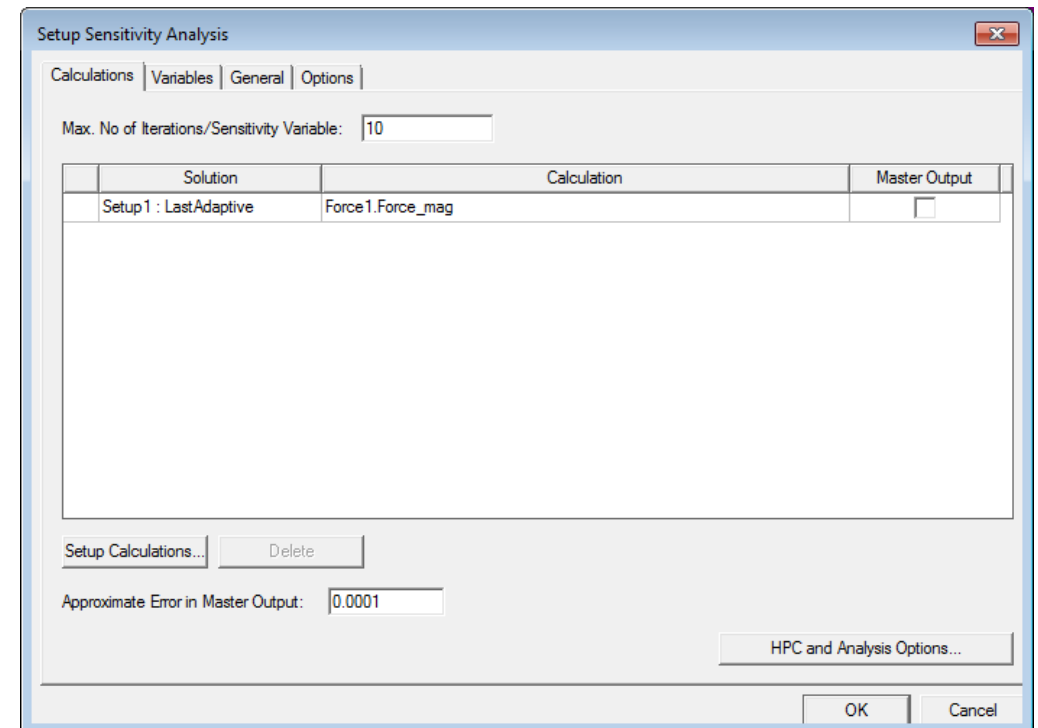 Setup Sensitivity Analysis
Calculations Variables General Options
Max. No of Iterations/Sensitivity Variable: 10
Solution Calculation Master Output
Setup1 : LastAdaptive Force1.Force_mag
Setup Calculations... Delete
Approximate Error in Master Output: 0.0001
HPC and Analysis Options...
OK Cancel